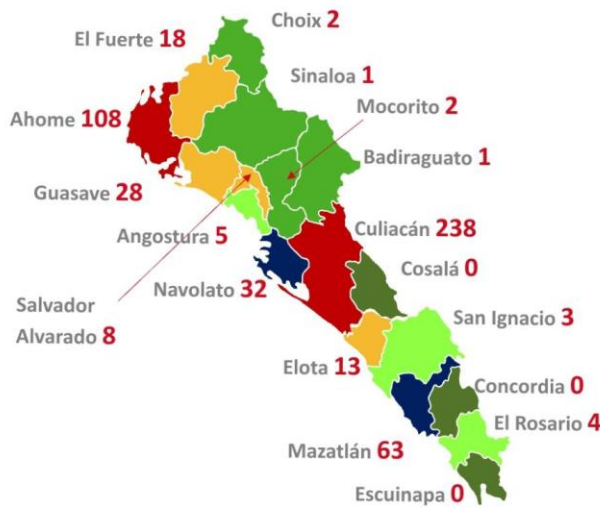 Choix 2
El Fuerte 18
Sinaloa 1
Mocorito 2
Ahome 108
Badiraguato 1
Guasave 28
Culiacán 238
Angostura 5
Cosalá 0
Navolato 32
Salvador
Alvarado 8
San Ignacio 3
Elota 13
Concordia 0
El Rosario 4
Mazatlán 63
Escuinapa 0